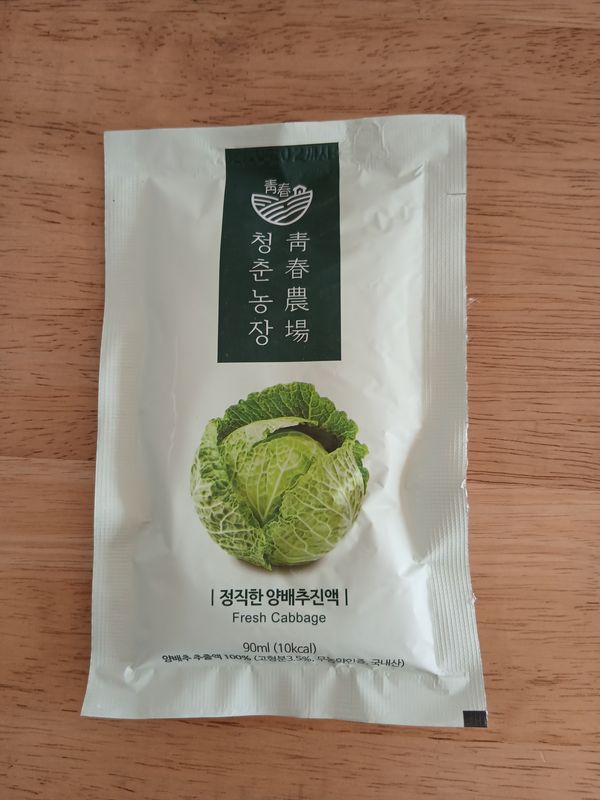 青春
青春農場
청춘농장
| 정직한 양배추진액 |
Fresh Cabbage
90ml (10kcal)
양배추 추출액 100% (고형분3.5%, 무농약인증, 국내산)